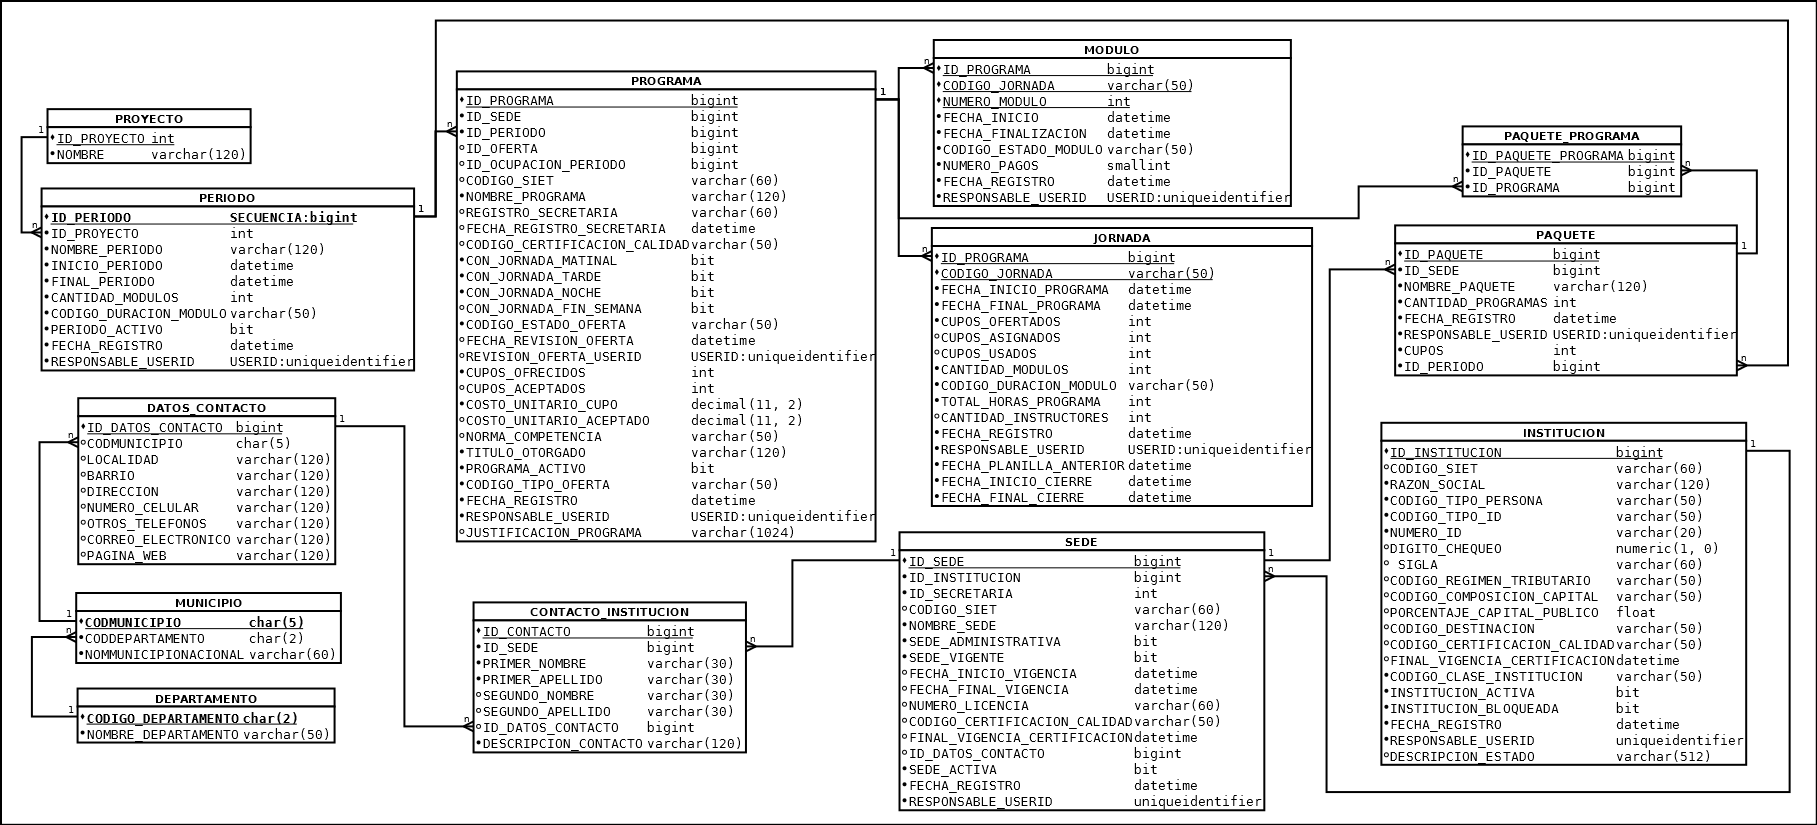 PROYECTO
1
ID_PROYECTO int
NOMBRE varchar(120)
PERIODO
1
n
ID_PERIODO SECUENCIA:bigint
ID_PROYECTO int
NOMBRE_PERIODO varchar(120)
INICIO_PERIODO datetime
FINAL_PERIODO datetime
CANTIDAD_MODULOS int
CODIGO_DURACION_MODULO varchar(50)
PERIODO_ACTIVO bit
FECHA_REGISTRO datetime
RESPONSABLE_USERID USERID:uniqueidentifier
DATOS_CONTACTO
1
n
ID_DATOS_CONTACTO bigint
CODMUNICIPIO char(5)
LOCALIDAD varchar(120)
BARRIO varchar(120)
DIRECCION varchar(120)
NUMERO_CELULAR varchar(120)
OTROS_TELEFONOS varchar(120)
CORREO_ELECTRONICO varchar(120)
PAGINA_WEB varchar(120)
MUNICIPIO
1
n
CODMUNICIPIO char(5)
CODDEPARTAMENTO char(2)
NOMMUNICIPIONACIONAL varchar(60)
DEPARTAMENTO
1
CODIGO_DEPARTAMENTO char(2)
NOMBRE_DEPARTAMENTO varchar(50)
PROGRAMA
1
n
ID_PROGRAMA bigint
ID_SEDE bigint
ID_PERIODO bigint
ID_OFERTA bigint
ID_OCUPACION_PERIODO bigint
CODIGO_SIET varchar(60)
NOMBRE_PROGRAMA varchar(120)
REGISTRO_SECRETARIA varchar(60)
FECHA_REGISTRO_SECRETARIA datetime
CODIGO_CERTIFICACION_CALIDAD varchar(50)
CON_JORNADA_MATINAL bit
CON_JORNADA_TARDE bit
CON_JORNADA_NOCHE bit
CON_JORNADA_FIN_SEMANA bit
CODIGO_ESTADO_OFERTA varchar(50)
FECHA_REVISION_OFERTA datetime
REVISION_OFERTA_USERID USERID:uniqueidentifier
CUPOS_OFRECIDOS int
CUPOS_ACEPTADOS int
COSTO_UNITARIO_CUPO decimal(11, 2)
COSTO_UNITARIO_ACEPTADO decimal(11, 2)
NORMA_COMPETENCIA varchar(50)
TITULO_OTORGADO varchar(120)
PROGRAMA_ACTIVO bit
CODIGO_TIPO_OFERTA varchar(50)
FECHA_REGISTRO datetime
RESPONSABLE_USERID USERID:uniqueidentifier
JUSTIFICACION_PROGRAMA varchar(1024)
CONTACTO_INSTITUCION
n
n
ID_CONTACTO bigint
ID_SEDE bigint
PRIMER_NOMBRE varchar(30)
PRIMER_APELLIDO varchar(30)
SEGUNDO_NOMBRE varchar(30)
SEGUNDO_APELLIDO varchar(30)
ID_DATOS_CONTACTO bigint
DESCRIPCION_CONTACTO varchar(120)
MODULO
n
ID_PROGRAMA bigint
CODIGO_JORNADA varchar(50)
NUMERO_MODULO int
FECHA_INICIO datetime
FECHA_FINALIZACION datetime
CODIGO_ESTADO_MODULO varchar(50)
NUMERO_PAGOS smallint
FECHA_REGISTRO datetime
RESPONSABLE_USERID USERID:uniqueidentifier
JORNADA
n
ID_PROGRAMA bigint
CODIGO_JORNADA varchar(50)
FECHA_INICIO_PROGRAMA datetime
FECHA_FINAL_PROGRAMA datetime
CUPOS_OFERTADOS int
CUPOS_ASIGNADOS int
CUPOS_USADOS int
CANTIDAD_MODULOS int
CODIGO_DURACION_MODULO varchar(50)
TOTAL_HORAS_PROGRAMA int
CANTIDAD_INSTRUCTORES int
FECHA_REGISTRO datetime
RESPONSABLE_USERID USERID:uniqueidentifier
FECHA_PLANILLA_ANTERIOR datetime
FECHA_INICIO_CIERRE datetime
FECHA_FINAL_CIERRE datetime
SEDE
1
1
n
ID_SEDE bigint
ID_INSTITUCION bigint
ID_SECRETARIA int
CODIGO_SIET varchar(60)
NOMBRE_SEDE varchar(120)
SEDE_ADMINISTRATIVA bit
SEDE_VIGENTE bit
FECHA_INICIO_VIGENCIA datetime
FECHA_FINAL_VIGENCIA datetime
NUMERO_LICENCIA varchar(60)
CODIGO_CERTIFICACION_CALIDAD varchar(50)
FINAL_VIGENCIA_CERTIFICACION datetime
ID_DATOS_CONTACTO bigint
SEDE_ACTIVA bit
FECHA_REGISTRO datetime
RESPONSABLE_USERID uniqueidentifier
PAQUETE_PROGRAMA
n
n
ID_PAQUETE_PROGRAMA bigint
ID_PAQUETE bigint
ID_PROGRAMA bigint
PAQUETE
1
n
n
ID_PAQUETE bigint
ID_SEDE bigint
NOMBRE_PAQUETE varchar(120)
CANTIDAD_PROGRAMAS int
FECHA_REGISTRO datetime
RESPONSABLE_USERID USERID:uniqueidentifier
CUPOS int
ID_PERIODO bigint
INSTITUCION
1
ID_INSTITUCION bigint
CODIGO_SIET varchar(60)
RAZON_SOCIAL varchar(120)
CODIGO_TIPO_PERSONA varchar(50)
CODIGO_TIPO_ID varchar(50)
NUMERO_ID varchar(20)
DIGITO_CHEQUEO numeric(1, 0)
SIGLA varchar(60)
CODIGO_REGIMEN_TRIBUTARIO varchar(50)
CODIGO_COMPOSICION_CAPITAL varchar(50)
PORCENTAJE_CAPITAL_PUBLICO float
CODIGO_DESTINACION varchar(50)
CODIGO_CERTIFICACION_CALIDAD varchar(50)
FINAL_VIGENCIA_CERTIFICACION datetime
CODIGO_CLASE_INSTITUCION varchar(50)
INSTITUCION_ACTIVA bit
INSTITUCION_BLOQUEADA bit
FECHA_REGISTRO datetime
RESPONSABLE_USERID uniqueidentifier
DESCRIPCION_ESTADO varchar(512)